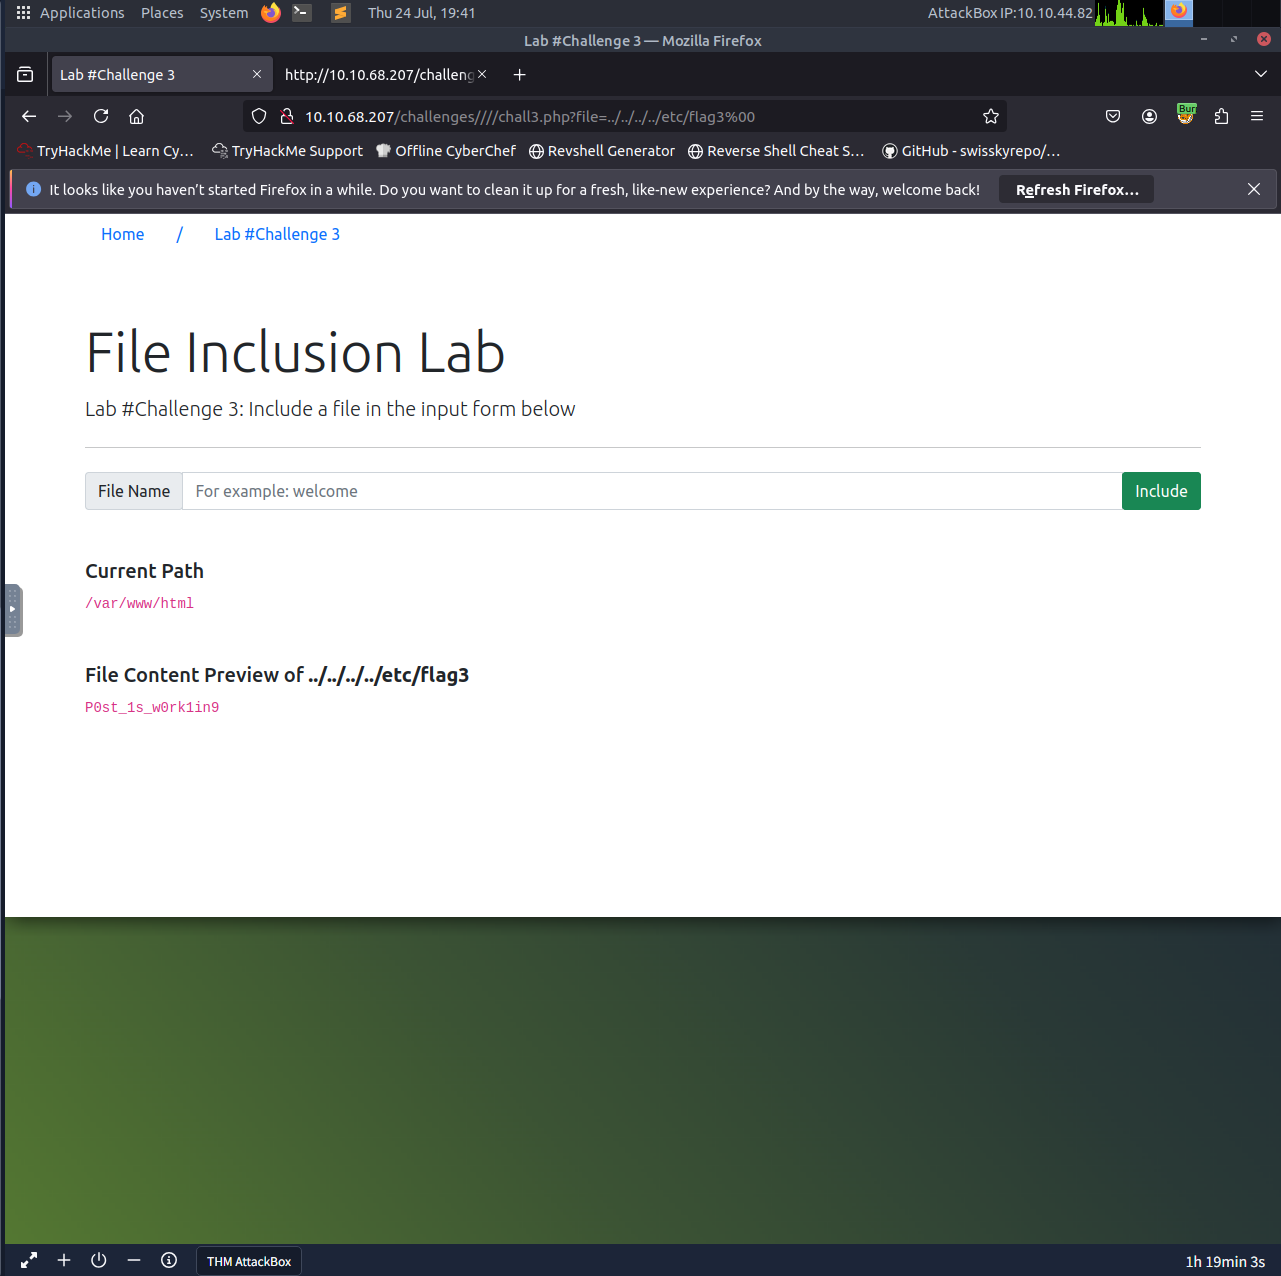 Applications Places System Thu 24 Jul, 19:41 AttackBox IP:10.10.44.82
Lab #Challenge 3 — Mozilla Firefox
Lab #Challenge 3 http://10.10.68.207/challeng
10.10.68.207/challenges////chall3.php?file=../../../../etc/flag3%00
Burp
TryHackMe | Learn Cy… TryHackMe Support Offline CyberChef Revshell Generator Reverse Shell Cheat S… GitHub - swisskyrepo/…
It looks like you haven’t started Firefox in a while. Do you want to clean it up for a fresh, like-new experience? And by the way, welcome back! Refresh Firefox…
Home / Lab #Challenge 3
File Inclusion Lab
Lab #Challenge 3: Include a file in the input form below
File Name For example: welcome Include
Current Path
/var/www/html
File Content Preview of ../../../../etc/flag3
P0st_1s_w0rk1in9
THM AttackBox 1h 19min 3s